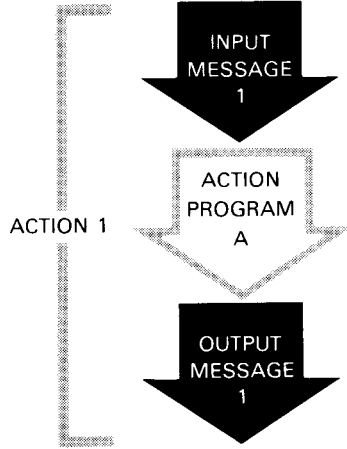 INPUT
MESSAGE
1
ACTION
PROGRAM
A
ACTION 1
OUTPUT
MESSAGE
1